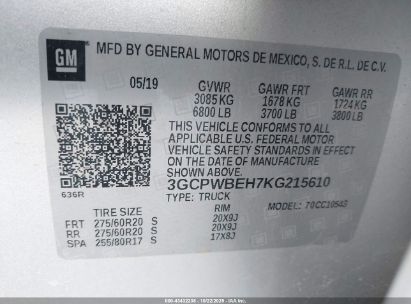 GM
MFD BY GENERAL MOTORS DE MEXICO, S. DE R.L. DE C.V.
05/19 GVWR GAWR FRT GAWR RR
3085 KG 1678 KG 1724 KG
6800 LB 3700 LB 3800 LB
THIS VEHICLE CONFORMS TO ALL
APPLICABLE U.S. FEDERAL MOTOR
VEHICLE SAFETY STANDARDS IN EFFECT
ON THE DATE OF MANUFACTURE
SHOWN ABOVE.
3GCPWBEH7KG215610
636R TYPE: TRUCK
MODEL:
TIRE SIZE RIM
FRT 275/60R20 S 20X9J
RR 275/60R20 S 20X9J
SPA 255/80R17 S 17X8J